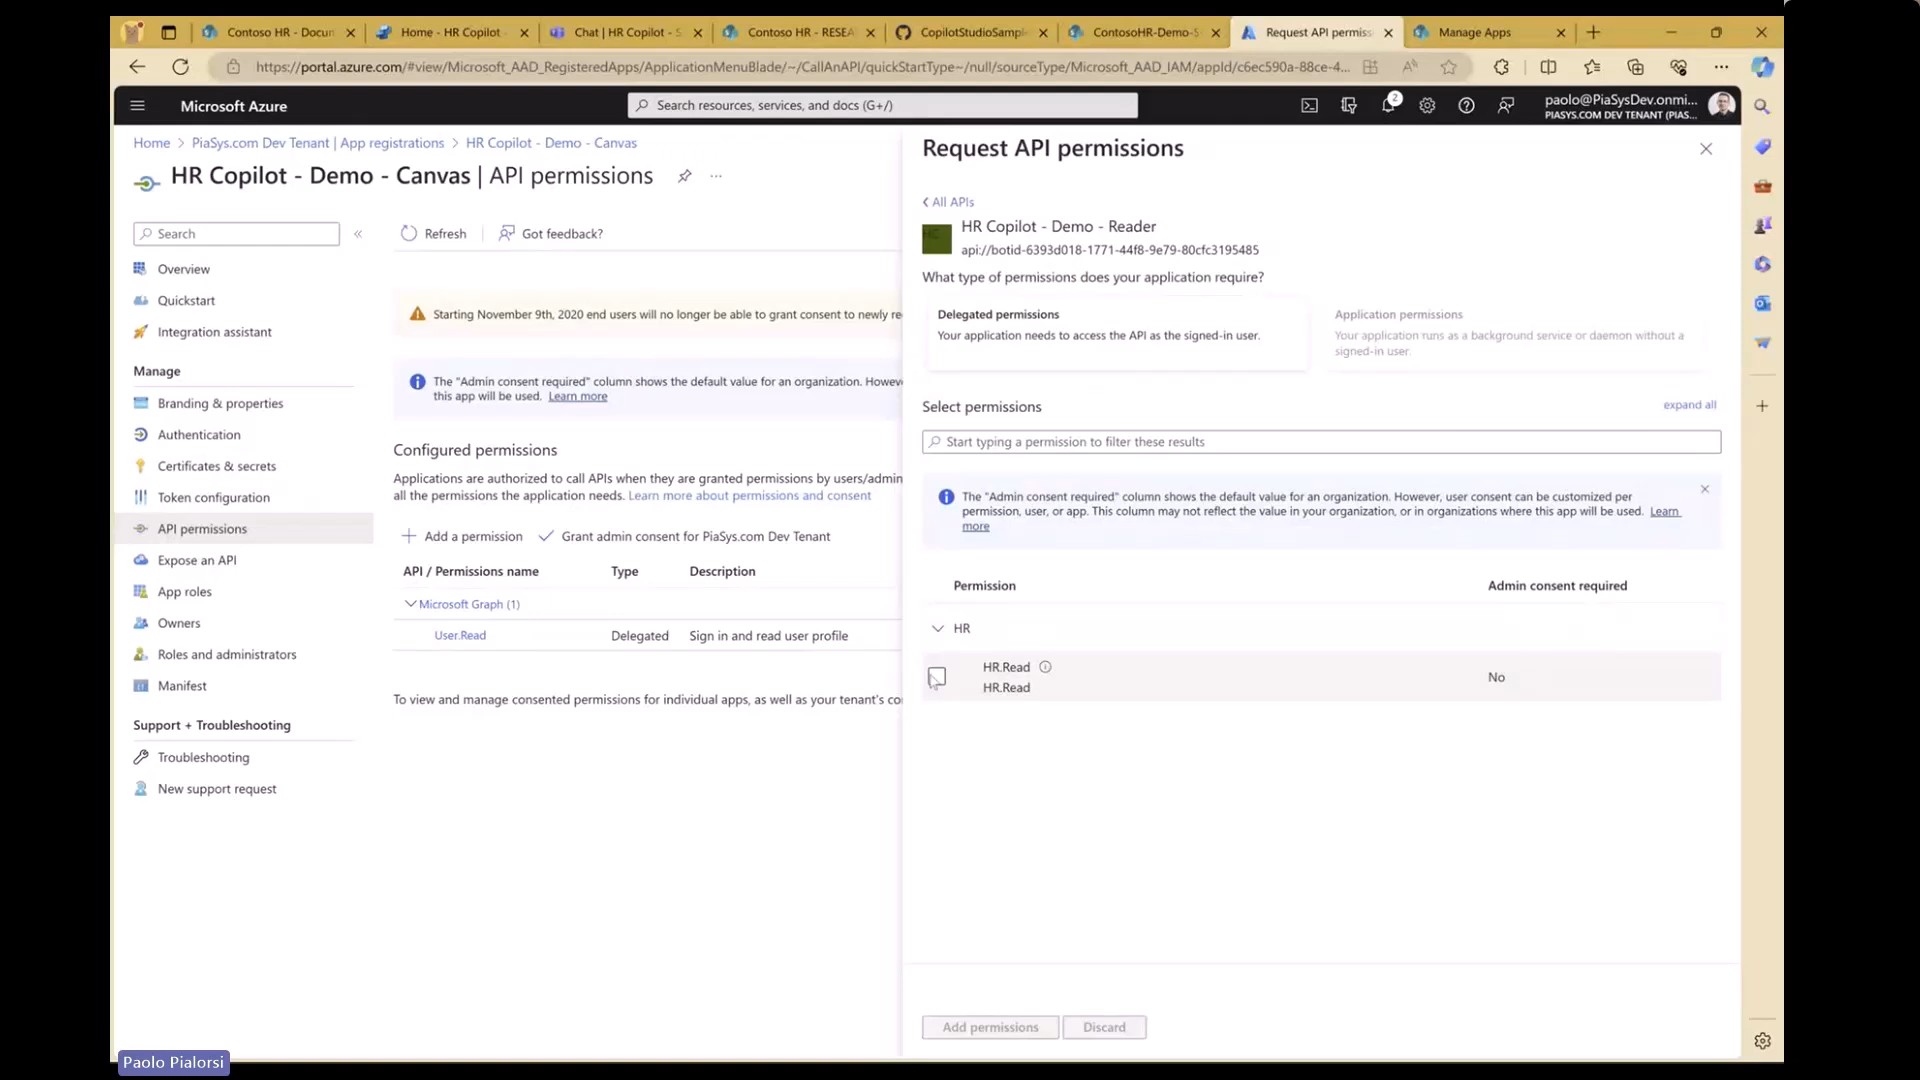 Contoso HR - Docun
Home - HR Copilot -
Chat | HR Copilot - S
Contoso HR - RESEA
CopilotStudioSampl
ContosoHR-Demo-S
Request API permiss
Manage Apps
https://portal.azure.com/#view/Microsoft_AAD_RegisteredApps/ApplicationMenuBlade/~/CallAnAPI/quickStartType~/null/sourceType/Microsoft_AAD_IAM/appId/c6ec590a-88ce-4...
Microsoft Azure
Search resources, services, and docs (G+/)
2
paolo@PiaSysDev.onmi...
PIASYS.COM DEV TENANT (PIAS...
Home > PiaSys.com Dev Tenant | App registrations > HR Copilot - Demo - Canvas
HR Copilot - Demo - Canvas | API permissions
Search
Overview
Quickstart
Integration assistant
Manage
Branding & properties
Authentication
Certificates & secrets
Token configuration
API permissions
Expose an API
App roles
Owners
Roles and administrators
Manifest
Support + Troubleshooting
Troubleshooting
New support request
Refresh
Got feedback?
Starting November 9th, 2020 end users will no longer be able to grant consent to newly re
The "Admin consent required" column shows the default value for an organization. Howeve
this app will be used. Learn more
Configured permissions
Applications are authorized to call APIs when they are granted permissions by users/admin
all the permissions the application needs. Learn more about permissions and consent
Add a permission
Grant admin consent for PiaSys.com Dev Tenant
API / Permissions name Type Description
Microsoft Graph (1)
User.Read Delegated Sign in and read user profile
To view and manage consented permissions for individual apps, as well as your tenant's co
Request API permissions
All APIs
HR Copilot - Demo - Reader
api://botid-6393d018-1771-44f8-9e79-80cfc3195485
What type of permissions does your application require?
Delegated permissions
Your application needs to access the API as the signed-in user.
Application permissions
Your application runs as a background service or daemon without a
signed-in user.
Select permissions
expand all
Start typing a permission to filter these results
The "Admin consent required" column shows the default value for an organization. However, user consent can be customized per
permission, user, or app. This column may not reflect the value in your organization, or in organizations where this app will be used. Learn
more
Permission Admin consent required
HR
HR.Read
HR.Read
No
Add permissions
Discard
Paolo Pialorsi